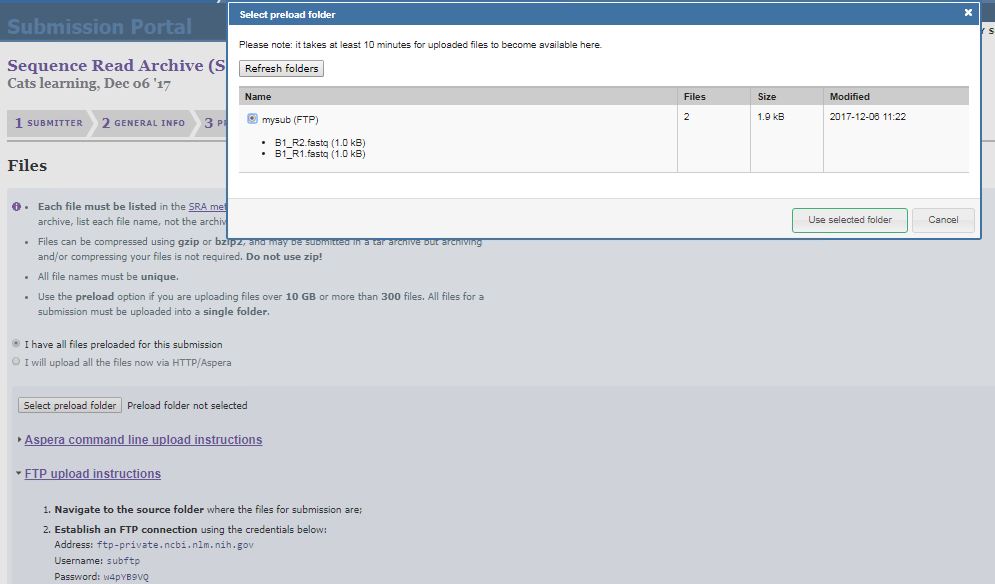 Submission Portal
Select preload folder
Please note: it takes at least 10 minutes for uploaded files to become available here.
Refresh folders
Name Files Size Modified
mysub (FTP) 2 1.9 kB 2017-12-06 11:22
• B1_R2.fastq (1.0 kB)
• B1_R1.fastq (1.0 kB)
Use selected folder Cancel
Sequence Read Archive (S
Cats learning, Dec 06 '17
1 SUBMITTER 2 GENERAL INFO 3
Files
• Each file must be listed in the SRA
archive, list each file name, not the
• Files can be compressed using gzip or bzip2, and may be submitted in a tar archive but archiving
and/or compressing your files is not required. Do not use zip!
• All file names must be unique.
• Use the preload option if you are uploading files over 10 GB or more than 300 files. All files for a
submission must be uploaded into a single folder.
I have all files preloaded for this submission
I will upload all the files now via HTTP/Aspera
Select preload folder Preload folder not selected
Aspera command line upload instructions
FTP upload instructions
1. Navigate to the source folder where the files for submission are;
2. Establish an FTP connection using the credentials below:
Address: ftp-private.ncbi.nlm.nih.gov
Username: subftp
Password: w4pYB9VQ